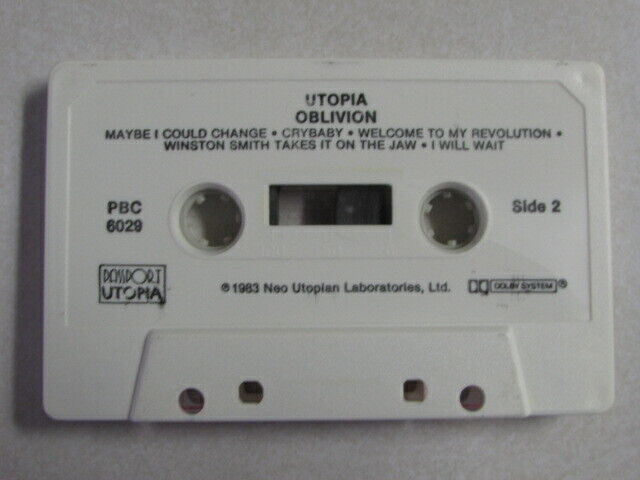 UTOPIA
OBLIVION
MAYBE I COULD CHANGE • CRYBABY • WELCOME TO MY REVOLUTION •
WINSTON SMITH TAKES IT ON THE JAW • I WILL WAIT
PBC
6029
Side 2
PASSPORT
UTOPIA
℗1983 Neo Utopian Laboratories, Ltd.
DOLBY SYSTEM®